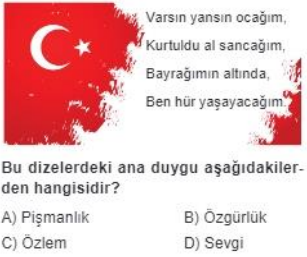 Varsın yansın ocağım,
Kurtuldu al sancağım,
Bayrağımın altında,
Ben hür yaşayacağım.
Bu dizelerdeki ana duygu aşağıdakiler-
den hangisidir?
A) Pişmanlık
B) Özgürlük
C) Özlem
D) Sevgi